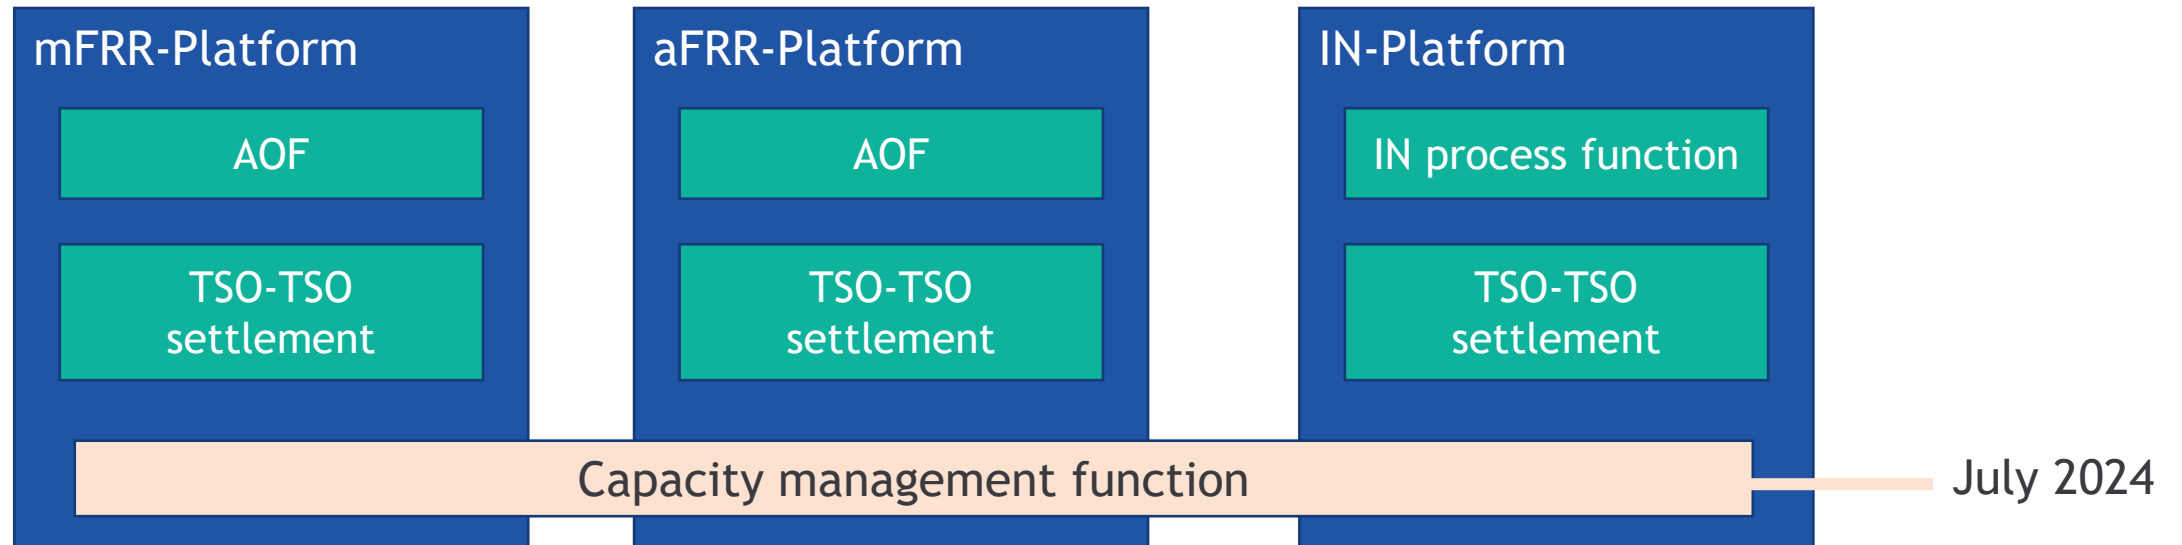 mFRR-Platform
AOF
TSO-TSO
settlement
aFRR-Platform
AOF
TSO-TSO
settlement
IN-Platform
IN process function
TSO-TSO
settlement
Capacity management function
July 2024